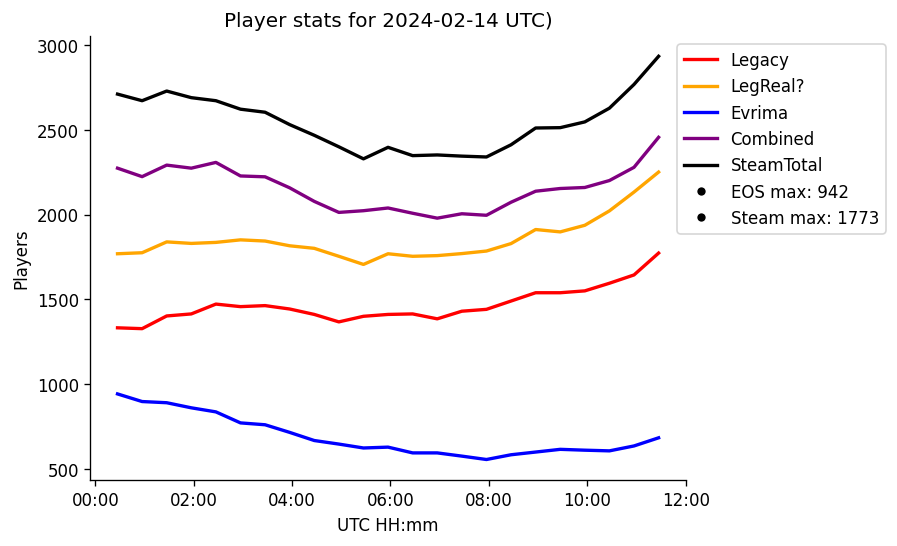 Player stats for 2024-02-14 UTC)
3000
2500
2000
1500
1000
500
Players
00:00 02:00 04:00 06:00 08:00 10:00 12:00
UTC HH:mm
Legacy
LegReal?
Evrima
Combined
SteamTotal
EOS max: 942
Steam max: 1773